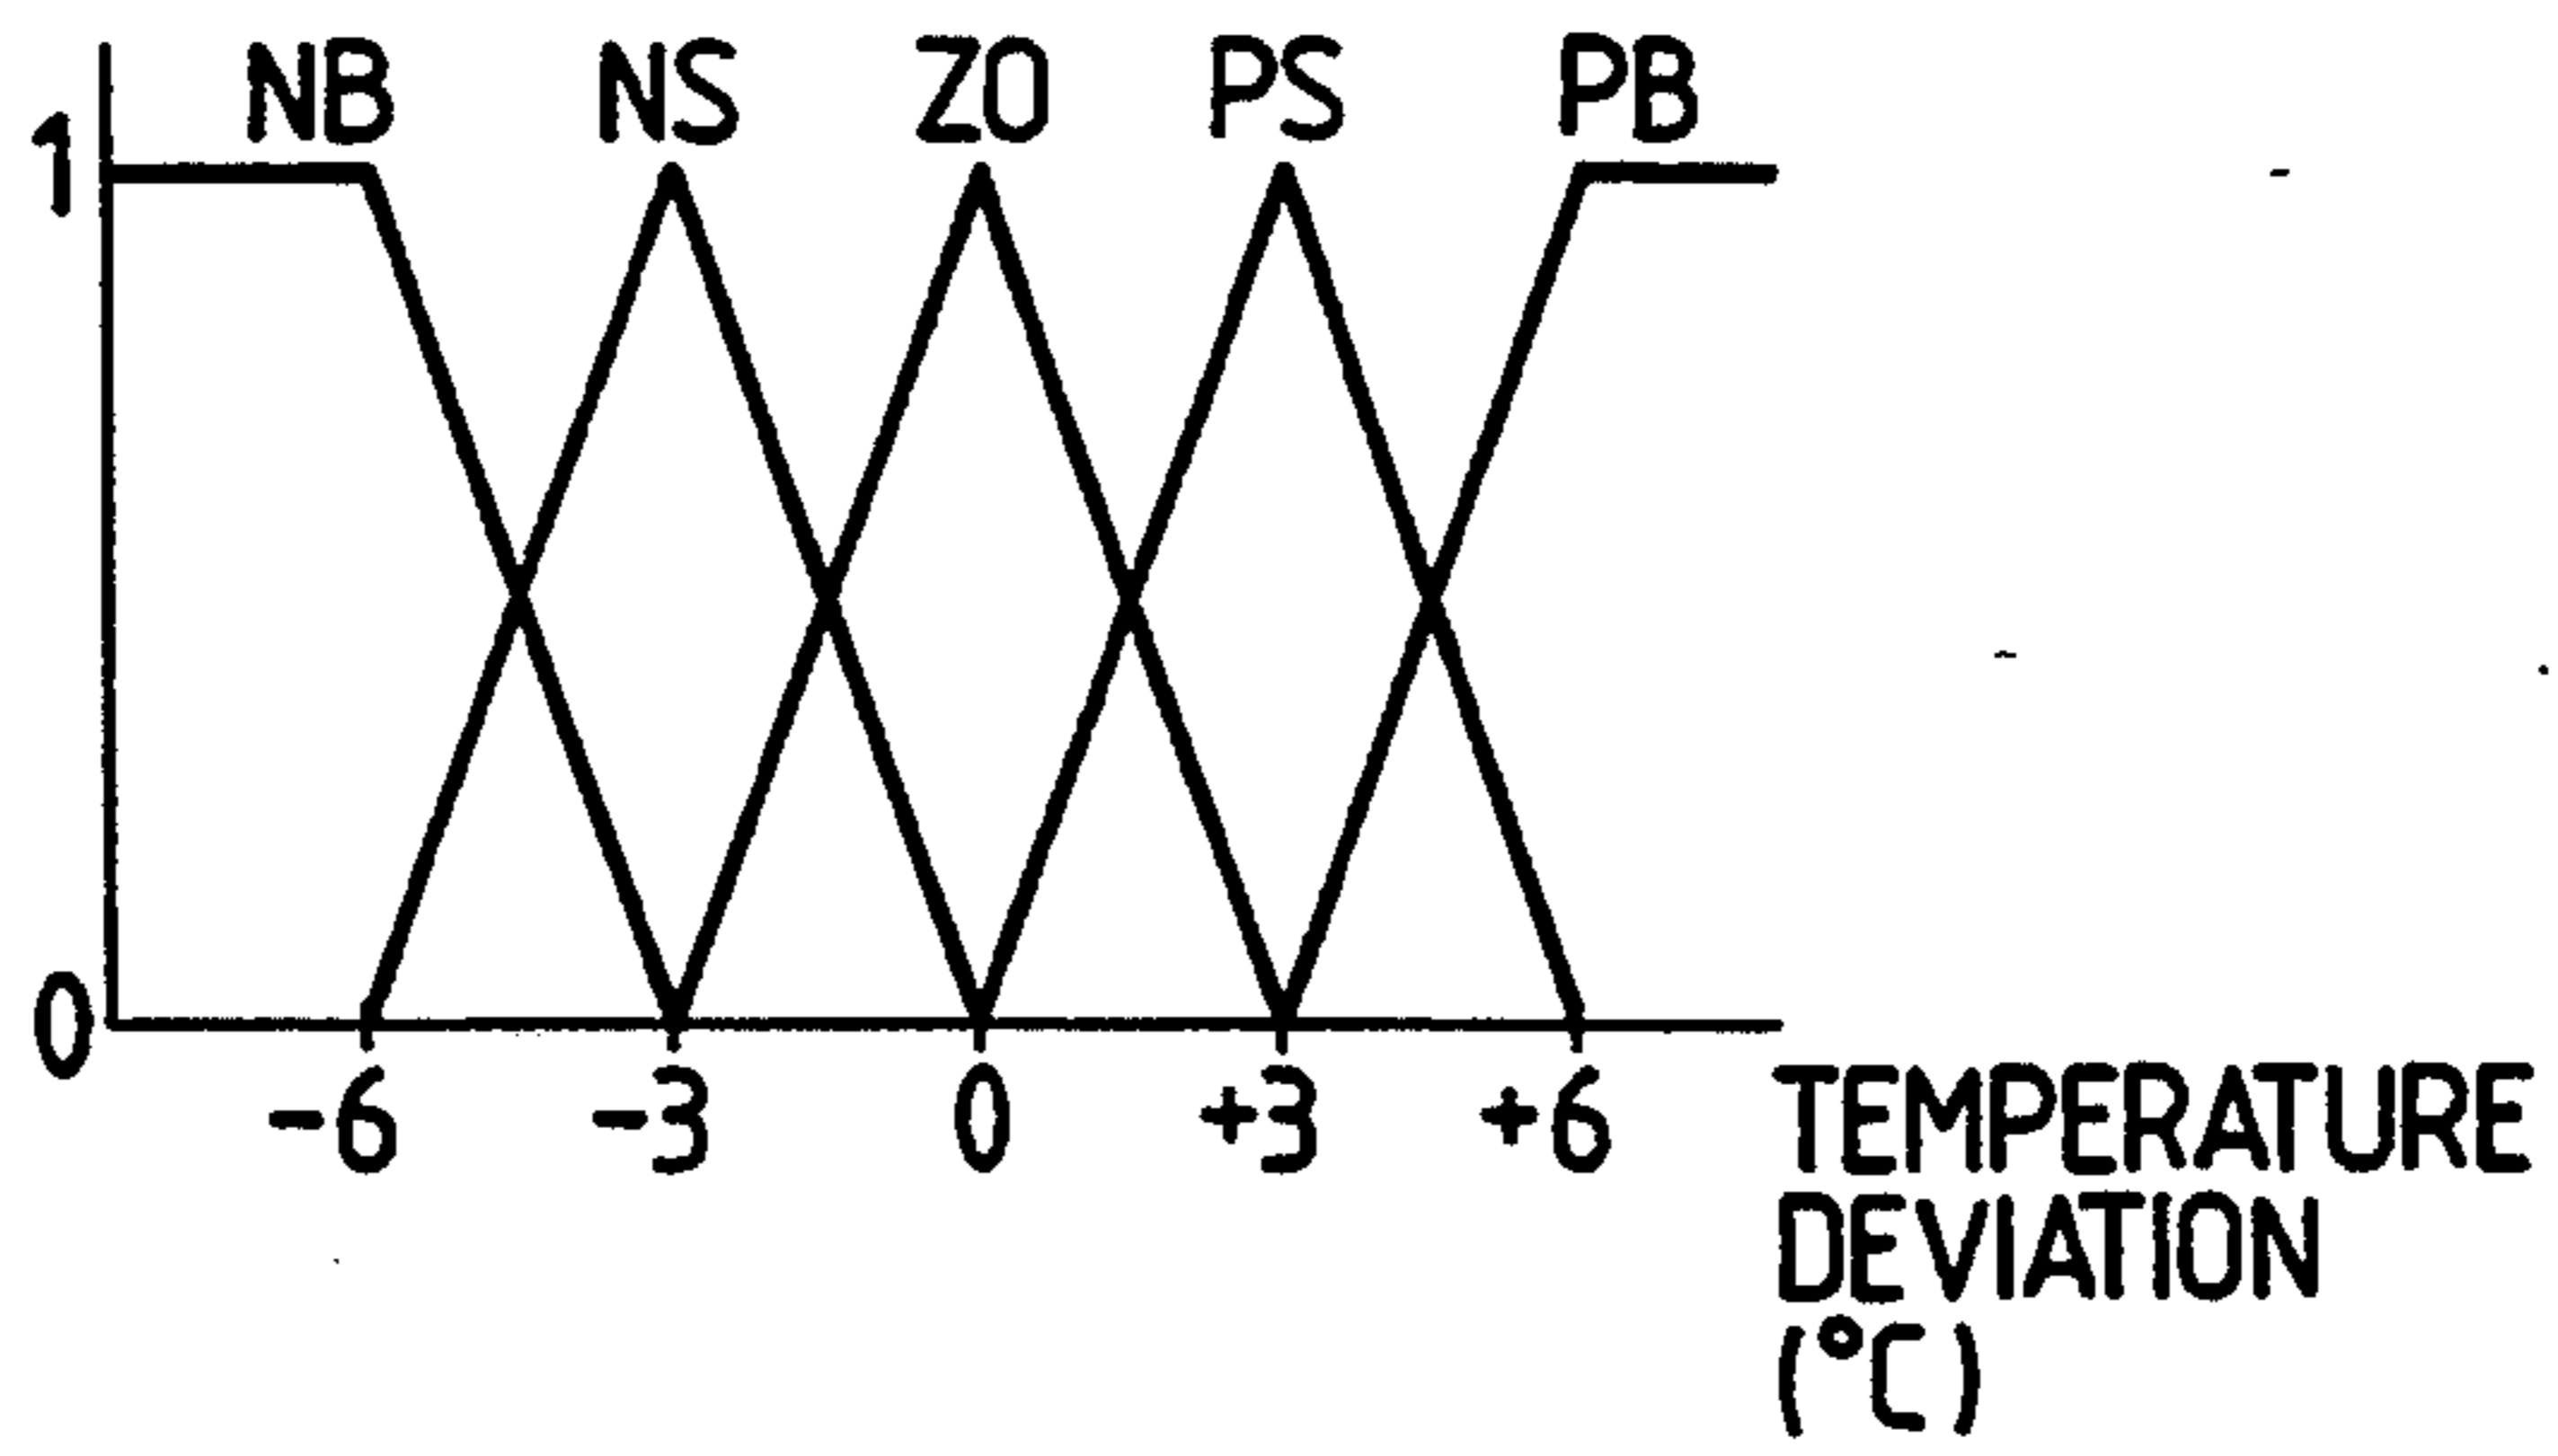 NB NS ZO PS PB
1
0
-6 -3 0 +3 +6
TEMPERATURE
DEVIATION
(°C)